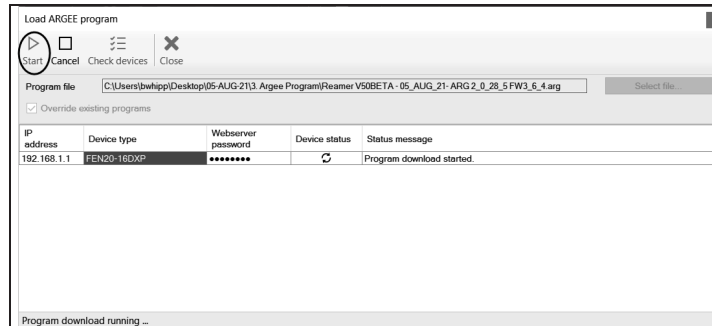 Load ARGEE program
Start Cancel Check devices Close
Program file C:\Users\bwhipp\Desktop\05-AUG-21\3. Argee Program\Reamer V50BETA - 05_AUG_21- ARG 2_0_28_5 FW3_6_4.arg Select file...
Override existing programs
IP address Device type Webserver password Device status Status message
192.168.1.1 FEN20-16DXP ●●●●●●●● Program download started.
Program download running ...